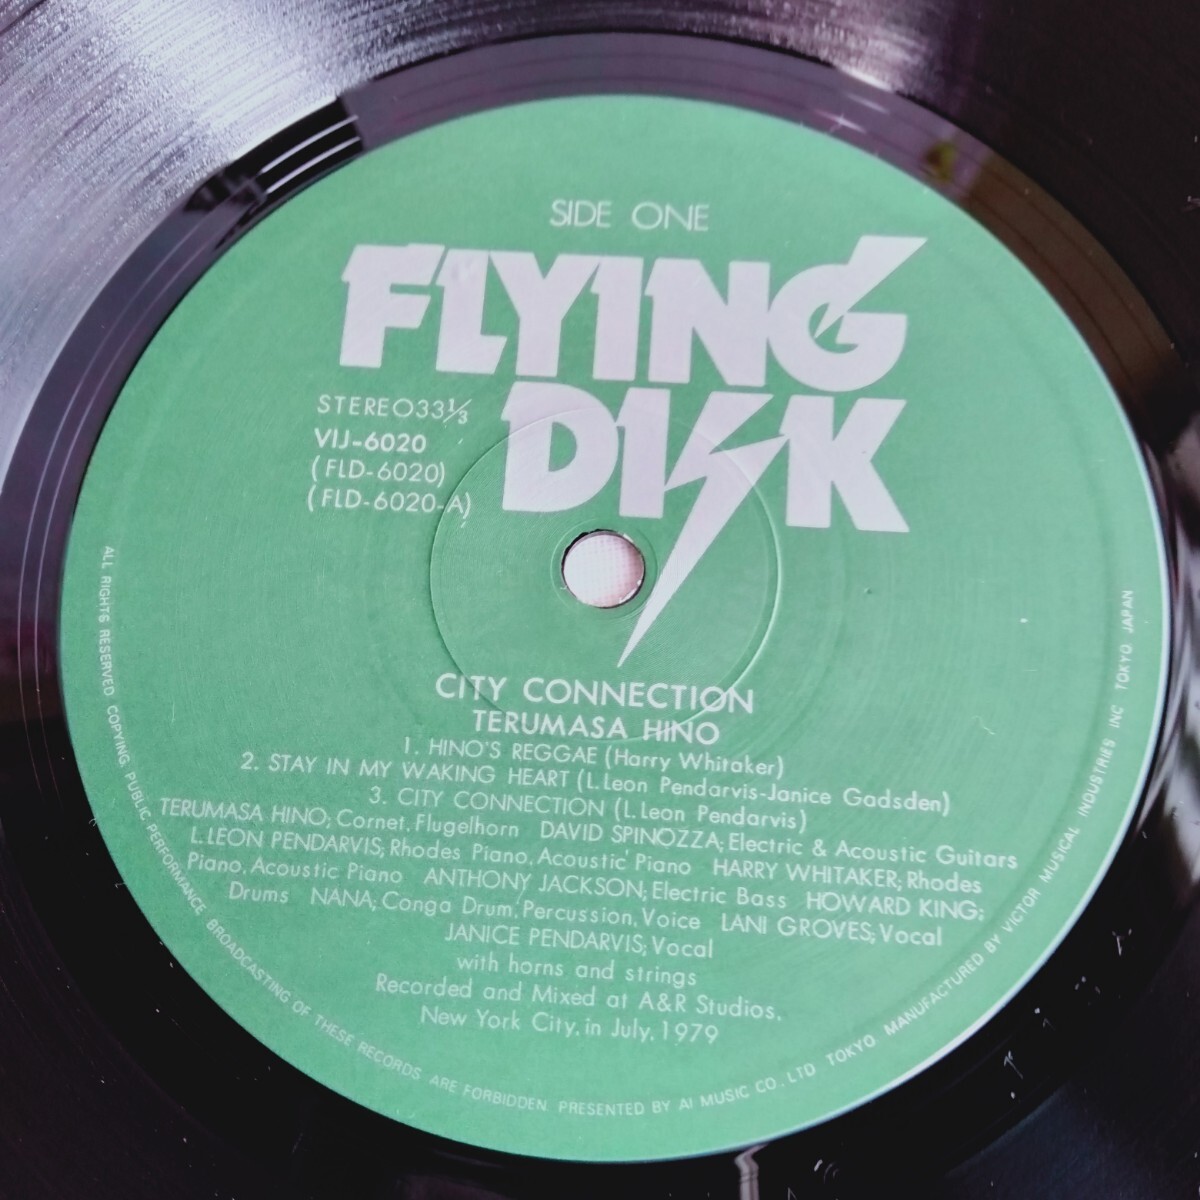 SIDE ONE
FLYING
DISK
STEREO33⅓
VIJ-6020
(FLD-6020)
(FLD-6020-A)
CITY CONNECTION
TERUMASA HINO
1. HINO'S REGGAE (Harry Whitaker)
2. STAY IN MY WAKING HEART (L.Leon Pendarvis-Janice Gadsden)
3. CITY CONNECTION (L.Leon Pendarvis)
TERUMASA HINO; Cornet, Flugelhorn DAVID SPINOZZA; Electric & Acoustic Guitars
L.LEON PENDARVIS; Rhodes Piano, Acoustic Piano HARRY WHITAKER; Rhodes
Piano, Acoustic Piano ANTHONY JACKSON; Electric Bass HOWARD KING;
Drums NANA; Conga Drum, Percussion, Voice LANI GROVES; Vocal
JANICE PENDARVIS; Vocal
with horns and strings
Recorded and Mixed at A&R Studios,
New York City, in July, 1979
ALL RIGHTS RESERVED COPYING, PUBLIC PERFORMANCE BROADCASTING OF THESE RECORDS ARE FORBIDDEN. PRESENTED BY AI MUSIC CO., LTD TOKYO MANUFACTURED BY VICTOR MUSICAL INDUSTRIES INC TOKYO JAPAN